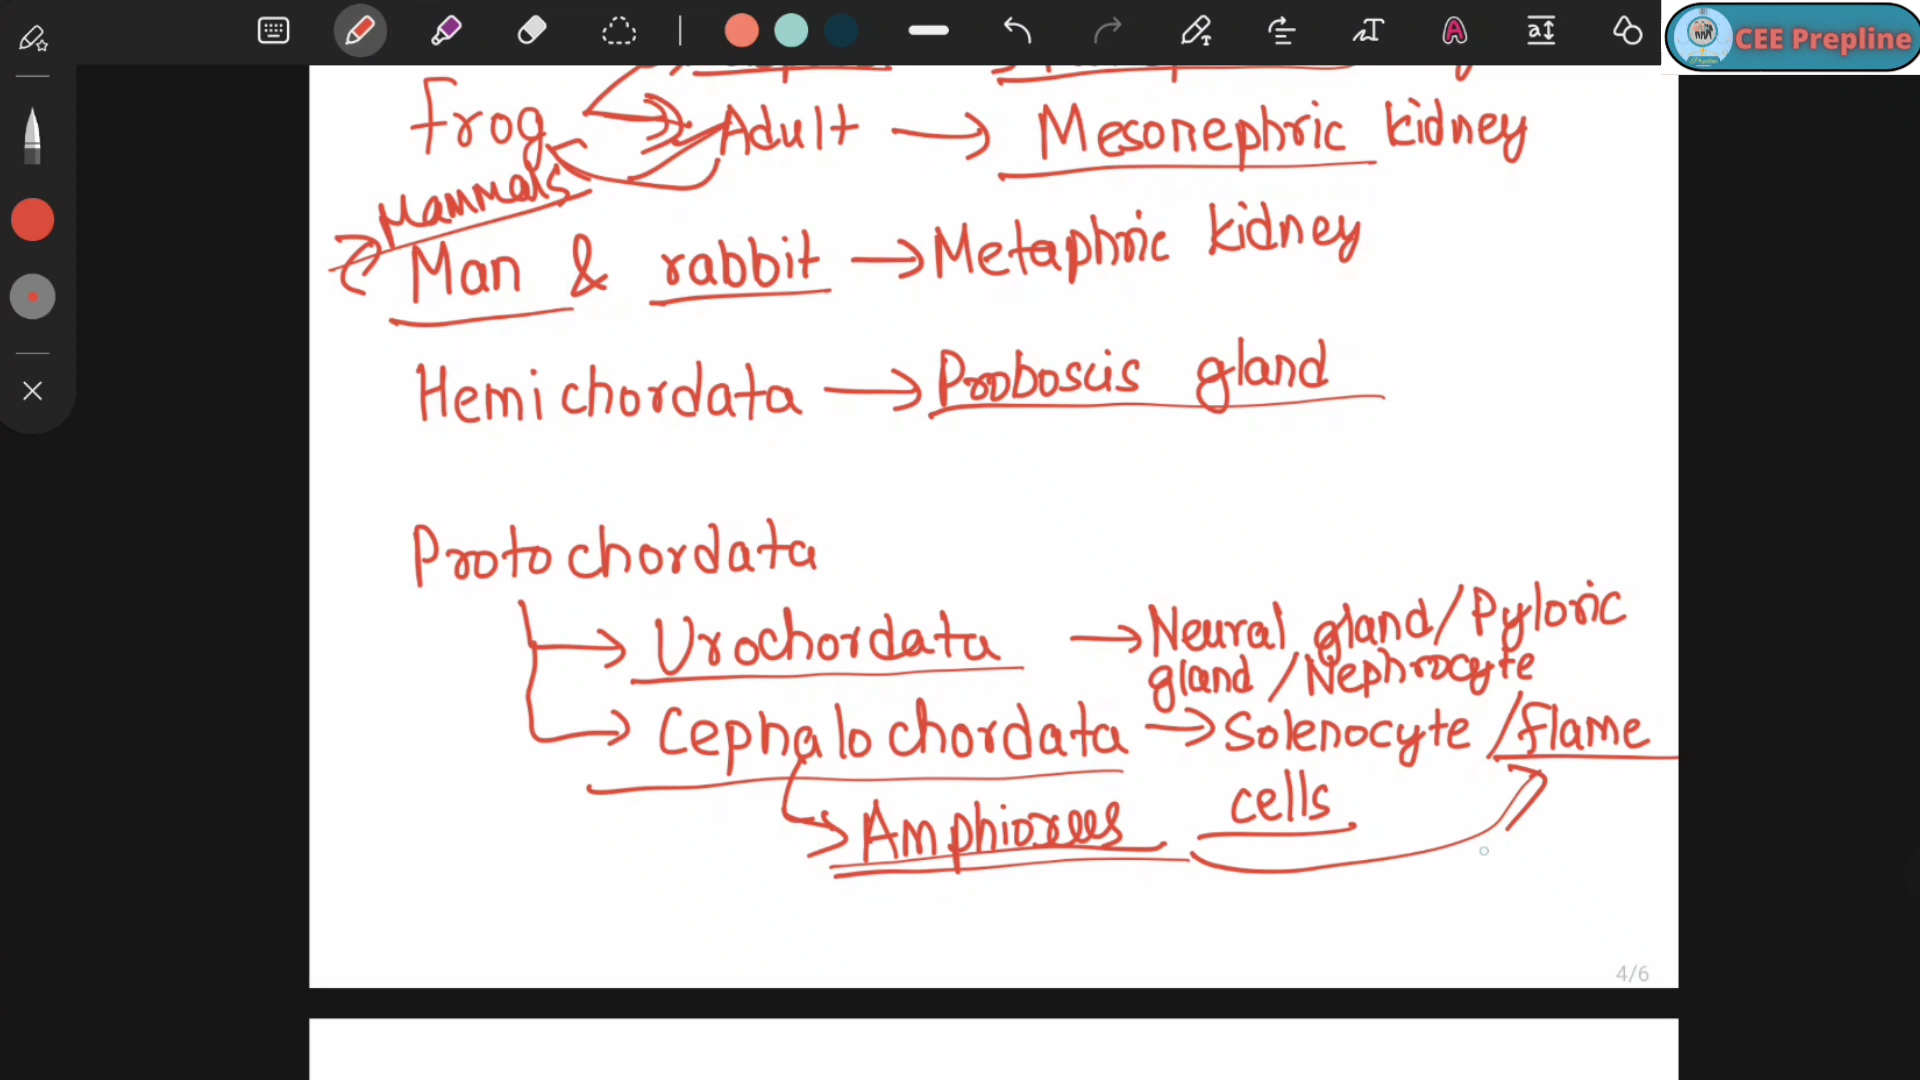 CEE Prepline
Frog
Adult → Mesonephric kidney
Mammals
Man & rabbit → Metaphric kidney
Hemichordata → Proboscis gland
Protochordata
→ Urochordata → Neural gland/Pyloric
gland/Nephrocyte
→ Cephalochordata → Solenocyte/flame
cells
→ Amphioxus
4/6